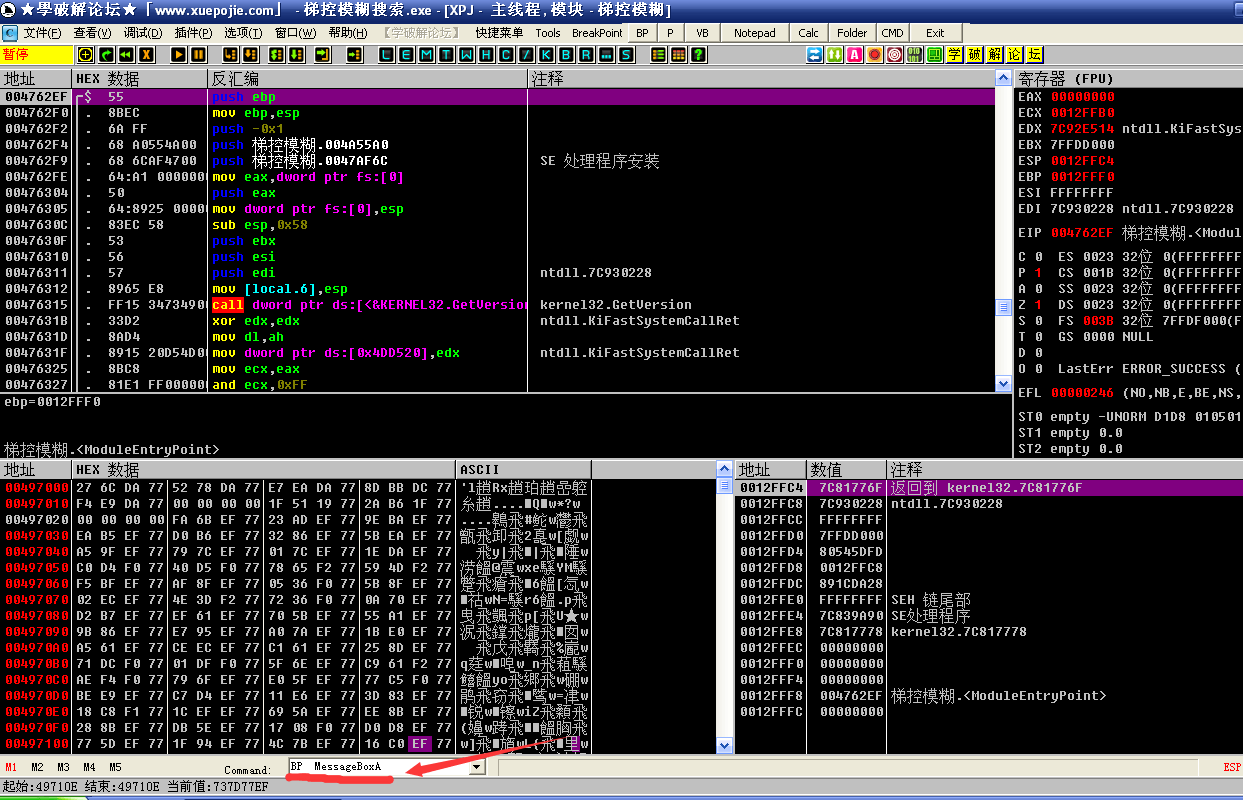 ★學破解论坛★「www.xuepojie.com」 - 梯控模糊搜索.exe - [XPJ - 主线程,模块 - 梯控模糊]
文件(F) 查看(V) 调试(D) 插件(P) 选项(T) 窗口(W) 帮助(H) 【学破解论坛】 快捷菜单 Tools BreakPoint BP P VB Notepad Calc Folder CMD Exit
暂停 L E M T W H C / K B R ... S A 学 破 解 论 坛
地址 HEX 数据 反汇编 注释
004762EF $ 55 push ebp
004762F0 . 8BEC mov ebp,esp
004762F2 . 6A FF push -0x1
004762F4 . 68 A0554A00 push 梯控模糊.004A55A0
004762F9 . 68 6CAF4700 push 梯控模糊.0047AF6C SE 处理程序安装
004762FE . 64:A1 0000000 mov eax,dword ptr fs:[0]
00476304 . 50 push eax
00476305 . 64:8925 00000 mov dword ptr fs:[0],esp
0047630C . 83EC 58 sub esp,0x58
0047630F . 53 push ebx
00476310 . 56 push esi
00476311 . 57 push edi ntdll.7C930228
00476312 . 8965 E8 mov [local.6],esp
00476315 . FF15 34734900 call dword ptr ds:[<&KERNEL32.GetVersion kernel32.GetVersion
0047631B . 33D2 xor edx,edx ntdll.KiFastSystemCallRet
0047631D . 8AD4 mov dl,ah
0047631F . 8915 20D54D00 mov dword ptr ds:[0x4DD520],edx ntdll.KiFastSystemCallRet
00476325 . 8BC8 mov ecx,eax
00476327 . 81E1 FF000000 and ecx,0xFF
ebp=0012FFF0
梯控模糊.<ModuleEntryPoint>
寄存器 (FPU)
EAX 00000000
ECX 0012FFB0
EDX 7C92E514 ntdll.KiFastSys
EBX 7FFDD000
ESP 0012FFC4
EBP 0012FFF0
ESI FFFFFFFF
EDI 7C930228 ntdll.7C930228
EIP 004762EF 梯控模糊.<Modul
C 0 ES 0023 32位 0(FFFFFFFF
P 1 CS 001B 32位 0(FFFFFFFF
A 0 SS 0023 32位 0(FFFFFFFF
Z 1 DS 0023 32位 0(FFFFFFFF
S 0 FS 003B 32位 7FFDF000(F
T 0 GS 0000 NULL
D 0
O 0 LastErr ERROR_SUCCESS (
EFL 00000246 (NO,NB,E,BE,NS,
ST0 empty -UNORM D1D8 010501
ST1 empty 0.0
ST2 empty 0.0
地址 HEX 数据 ASCII
00497000 27 6C DA 77 52 78 DA 77 E7 EA DA 77 8D BB DC 77
00497010 F4 E9 DA 77 00 00 00 00 1F 51 19 77 2A B6 1F 77
00497020 00 00 00 00 FA 6B EF 77 23 AD EF 77 9E BA EF 77
00497030 EA B5 EF 77 D0 B6 EF 77 32 86 EF 77 5B EA EF 77
00497040 A5 9F EF 77 79 7C EF 77 01 7C EF 77 1E DA EF 77
00497050 C0 D4 F0 77 40 D5 F0 77 78 65 F2 77 59 4D F2 77
00497060 F5 BF EF 77 AF 8F EF 77 05 36 F0 77 5B 8F EF 77
00497070 02 EC EF 77 4E 3D F2 77 72 36 F0 77 0A 70 EF 77
00497080 D2 B7 EF 77 EF 61 EF 77 70 5B EF 77 55 A1 EF 77
00497090 9B 86 EF 77 E7 95 EF 77 A0 7A EF 77 1B E0 EF 77
004970A0 A5 61 EF 77 CE EC EF 77 C1 61 EF 77 25 8D EF 77
004970B0 71 DC F0 77 01 DF F0 77 5F 6E EF 77 C9 61 F2 77
004970C0 AE F4 F0 77 79 6F EF 77 E0 5F EF 77 77 C5 F0 77
004970D0 BE E9 EF 77 C7 D4 EF 77 11 E6 EF 77 3D 83 EF 77
004970E0 18 C8 F1 77 1C EF EF 77 69 5A EF 77 EE 8B EF 77
004970F0 28 8B EF 77 DB 5E EF 77 17 08 F0 77 D0 D8 EF 77
00497100 77 5D EF 77 1F 94 EF 77 4C 7B EF 77 16 C0 EF 77
地址 数值 注释
0012FFC4 7C81776F 返回到 kernel32.7C81776F
0012FFC8 7C930228 ntdll.7C930228
0012FFCC FFFFFFFF
0012FFD0 7FFDD000
0012FFD4 80545DFD
0012FFD8 0012FFC8
0012FFDC 891CDA28
0012FFE0 FFFFFFFF SEH 链尾部
0012FFE4 7C839A90 SE处理程序
0012FFE8 7C817778 kernel32.7C817778
0012FFEC 00000000
0012FFF0 00000000
0012FFF4 00000000
0012FFF8 004762EF 梯控模糊.<ModuleEntryPoint>
0012FFFC 00000000
M1 M2 M3 M4 M5 Command: BP MessageBoxA ESP
起始:49710E 结束:49710E 当前值:737D77EF